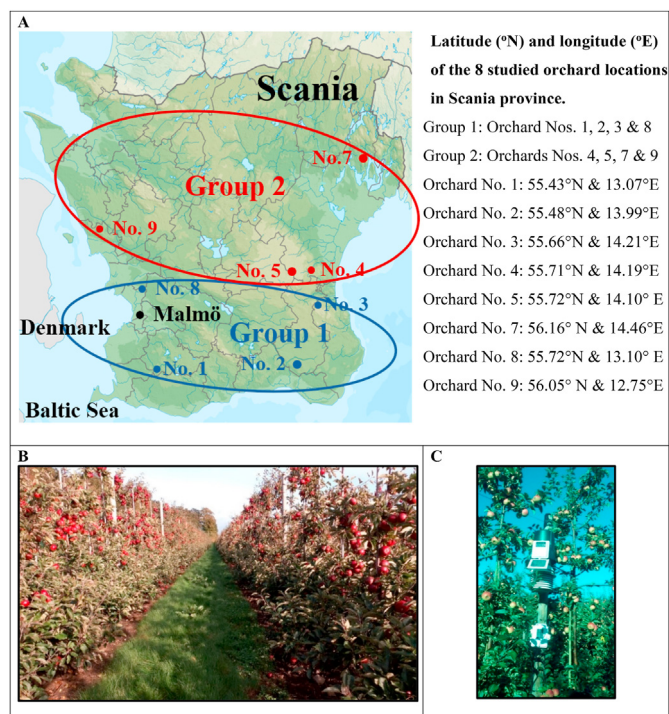 A
Scania
No.7
Group 2
No. 9
No. 5
No. 4
No. 8
No. 3
Malmö
Denmark
Group 1
No. 1
No. 2
Baltic Sea
Latitude (°N) and longitude (°E)
of the 8 studied orchard locations
in Scania province.
Group 1: Orchard Nos. 1, 2, 3 & 8
Group 2: Orchards Nos. 4, 5, 7 & 9
Orchard No. 1: 55.43°N & 13.07°E
Orchard No. 2: 55.48°N & 13.99°E
Orchard No. 3: 55.66°N & 14.21°E
Orchard No. 4: 55.71°N & 14.19°E
Orchard No. 5: 55.72°N & 14.10° E
Orchard No. 7: 56.16° N & 14.46°E
Orchard No. 8: 55.72°N & 13.10° E
Orchard No. 9: 56.05° N & 12.75°E
B
C